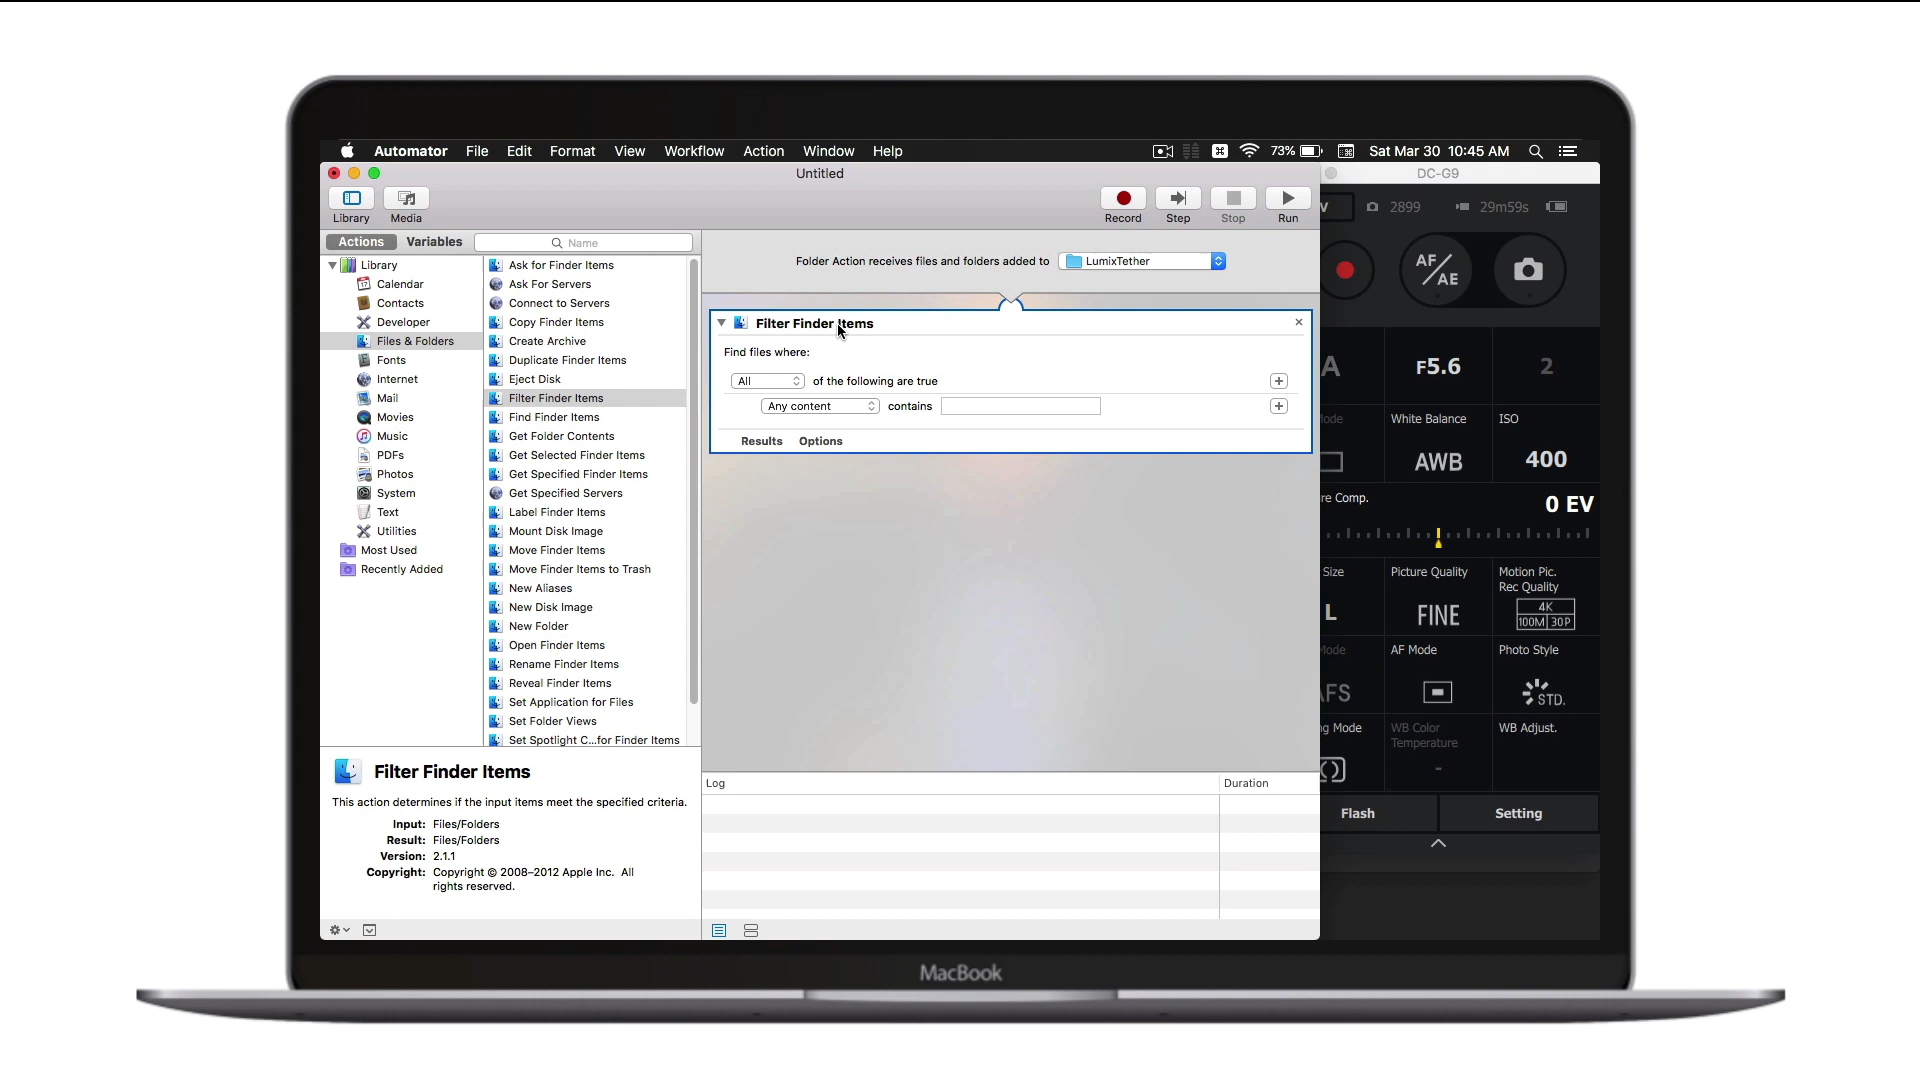 Automator File Edit Format View Workflow Action Window Help
73% Sat Mar 30 10:45 AM
Untitled
DC-G9
Library Media
Record Step Stop Run
Actions Variables Name
Library
Calendar
Contacts
Developer
Files & Folders
Fonts
Internet
Mail
Movies
Music
PDFs
Photos
System
Text
Utilities
Most Used
Recently Added
Ask for Finder Items
Ask For Servers
Connect to Servers
Copy Finder Items
Create Archive
Duplicate Finder Items
Eject Disk
Filter Finder Items
Find Finder Items
Get Folder Contents
Get Selected Finder Items
Get Specified Finder Items
Get Specified Servers
Label Finder Items
Mount Disk Image
Move Finder Items
Move Finder Items to Trash
New Aliases
New Disk Image
New Folder
Open Finder Items
Rename Finder Items
Reveal Finder Items
Set Application for Files
Set Folder Views
Set Spotlight C...for Finder Items
Filter Finder Items
This action determines if the input items meet the specified criteria.
Input: Files/Folders
Result: Files/Folders
Version: 2.1.1
Copyright: Copyright © 2008–2012 Apple Inc. All
rights reserved.
Folder Action receives files and folders added to LumixTether
Filter Finder Items
Find files where:
All of the following are true
Any content contains
Results Options
Log Duration
V 2899 29m59s
AF/AE
A F5.6 2
ode White Balance ISO
AWB 400
re Comp.
0 EV
Size Picture Quality Motion Pic.
Rec Quality
L FINE 4K
100M 30P
Mode AF Mode Photo Style
AFS STD.
ng Mode WB Color
Temperature WB Adjust.
-
Flash Setting
MacBook